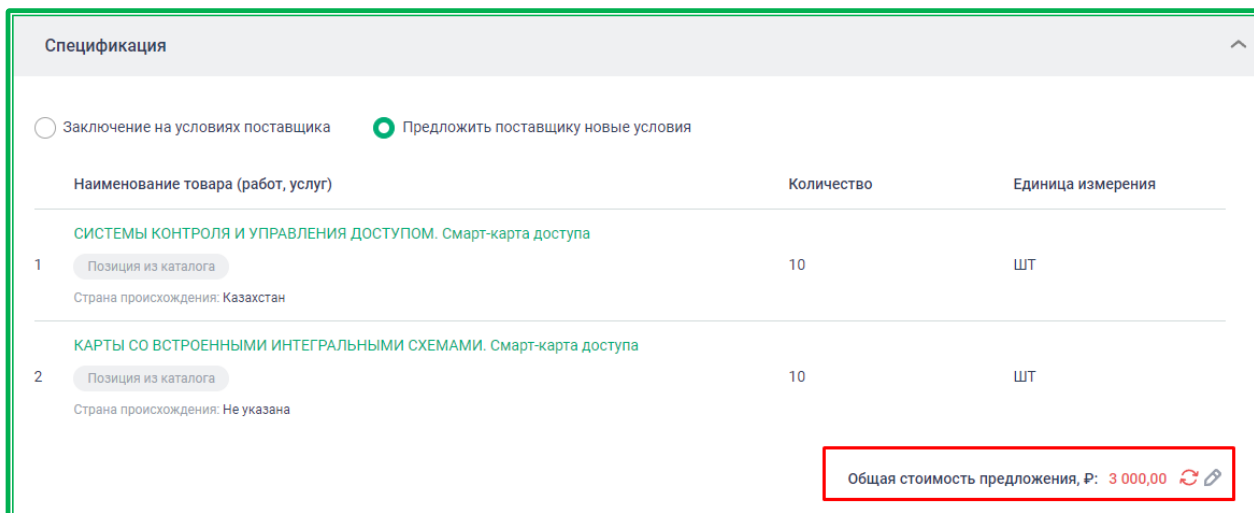 Спецификация
Заключение на условиях поставщика Предложить поставщику новые условия
Наименование товара (работ, услуг) Количество Единица измерения
СИСТЕМЫ КОНТРОЛЯ И УПРАВЛЕНИЯ ДОСТУПОМ. Смарт-карта доступа
1 Позиция из каталога 10 ШТ
Страна происхождения: Казахстан
КАРТЫ СО ВСТРОЕННЫМИ ИНТЕГРАЛЬНЫМИ СХЕМАМИ. Смарт-карта доступа
2 Позиция из каталога 10 ШТ
Страна происхождения: Не указана
Общая стоимость предложения, ₽: 3 000,00